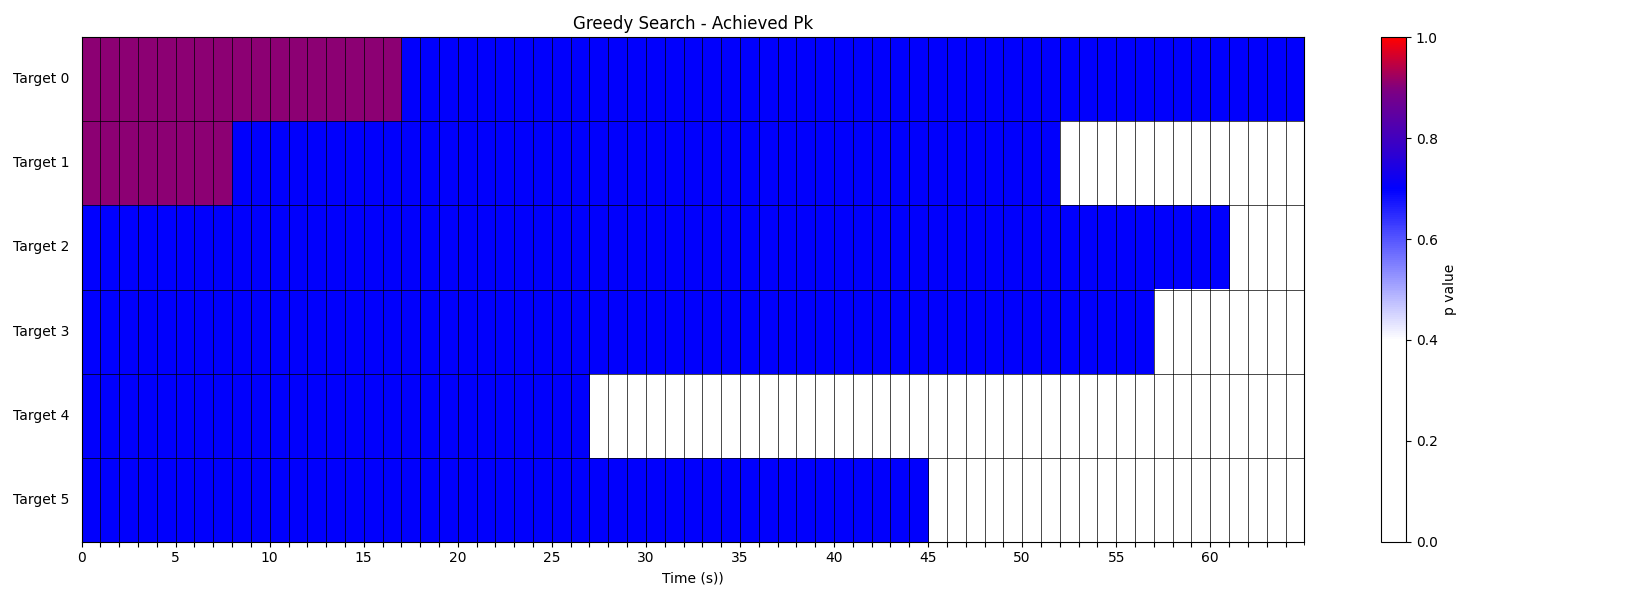 Greedy Search - Achieved Pk
Target 0
Target 1
Target 2
Target 3
Target 4
Target 5
0 5 10 15 20 25 30 35 40 45 50 55 60
Time (s))
1.0
0.8
0.6
0.4
0.2
0.0
p value